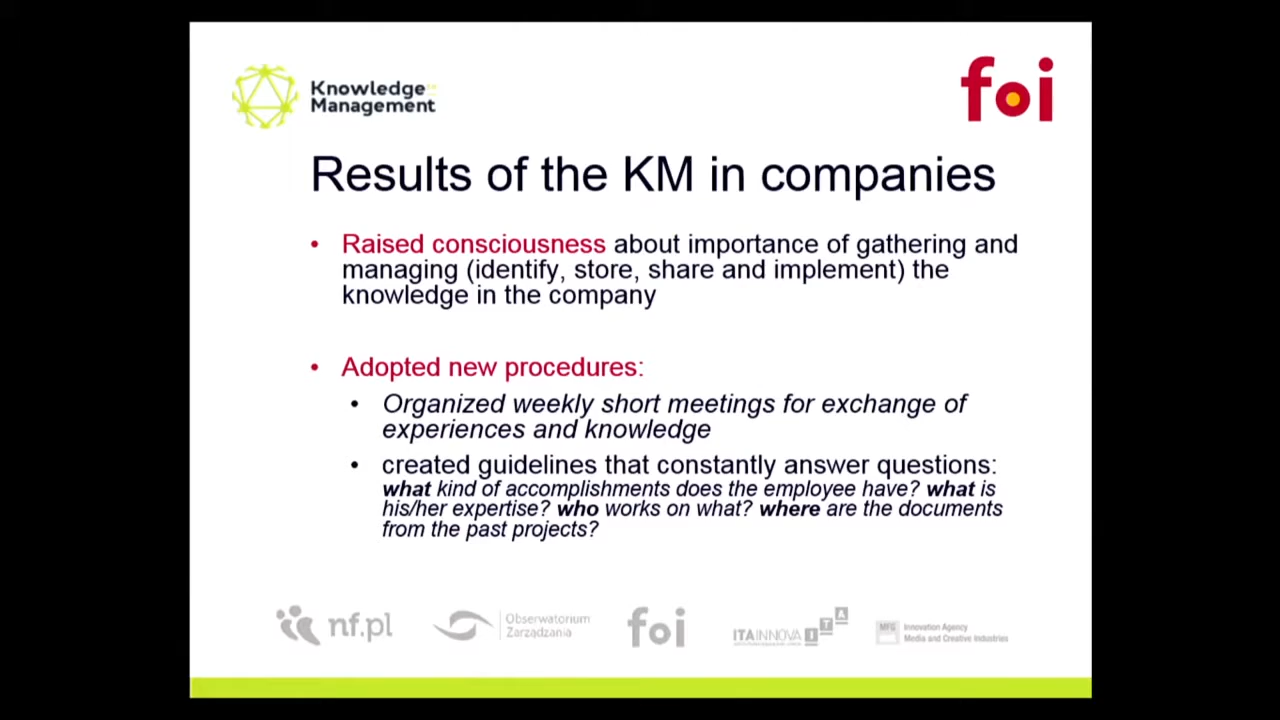 Knowledge
Management
foi
Results of the KM in companies
• Raised consciousness about importance of gathering and
managing (identify, store, share and implement) the
knowledge in the company
• Adopted new procedures:
• Organized weekly short meetings for exchange of
experiences and knowledge
• created guidelines that constantly answer questions:
what kind of accomplishments does the employee have? what is
his/her expertise? who works on what? where are the documents
from the past projects?
nf.pl
Obserwatorium
Zarządzania
foi
ITAINNOVA
ITA
MFG
Innovation Agency
Media and Creative Industries